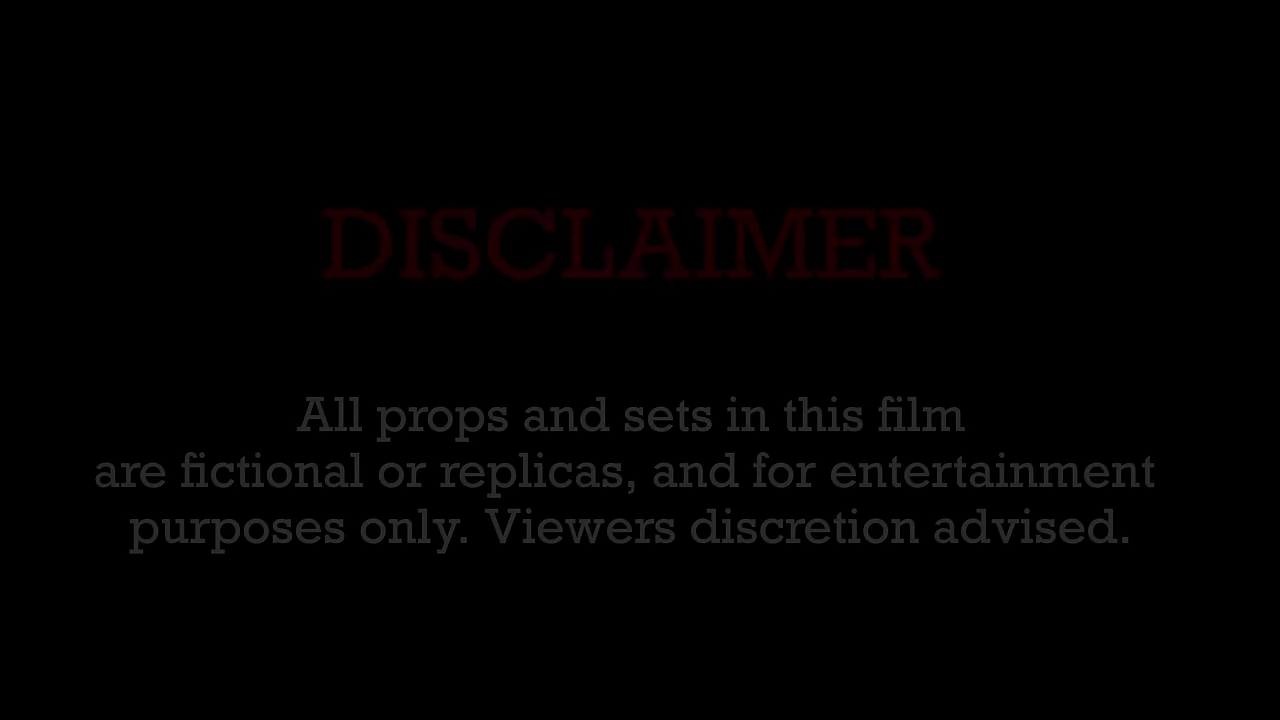 DISCLAIMER
All props and sets in this film
are fictional or replicas, and for entertainment
purposes only. Viewers discretion advised.